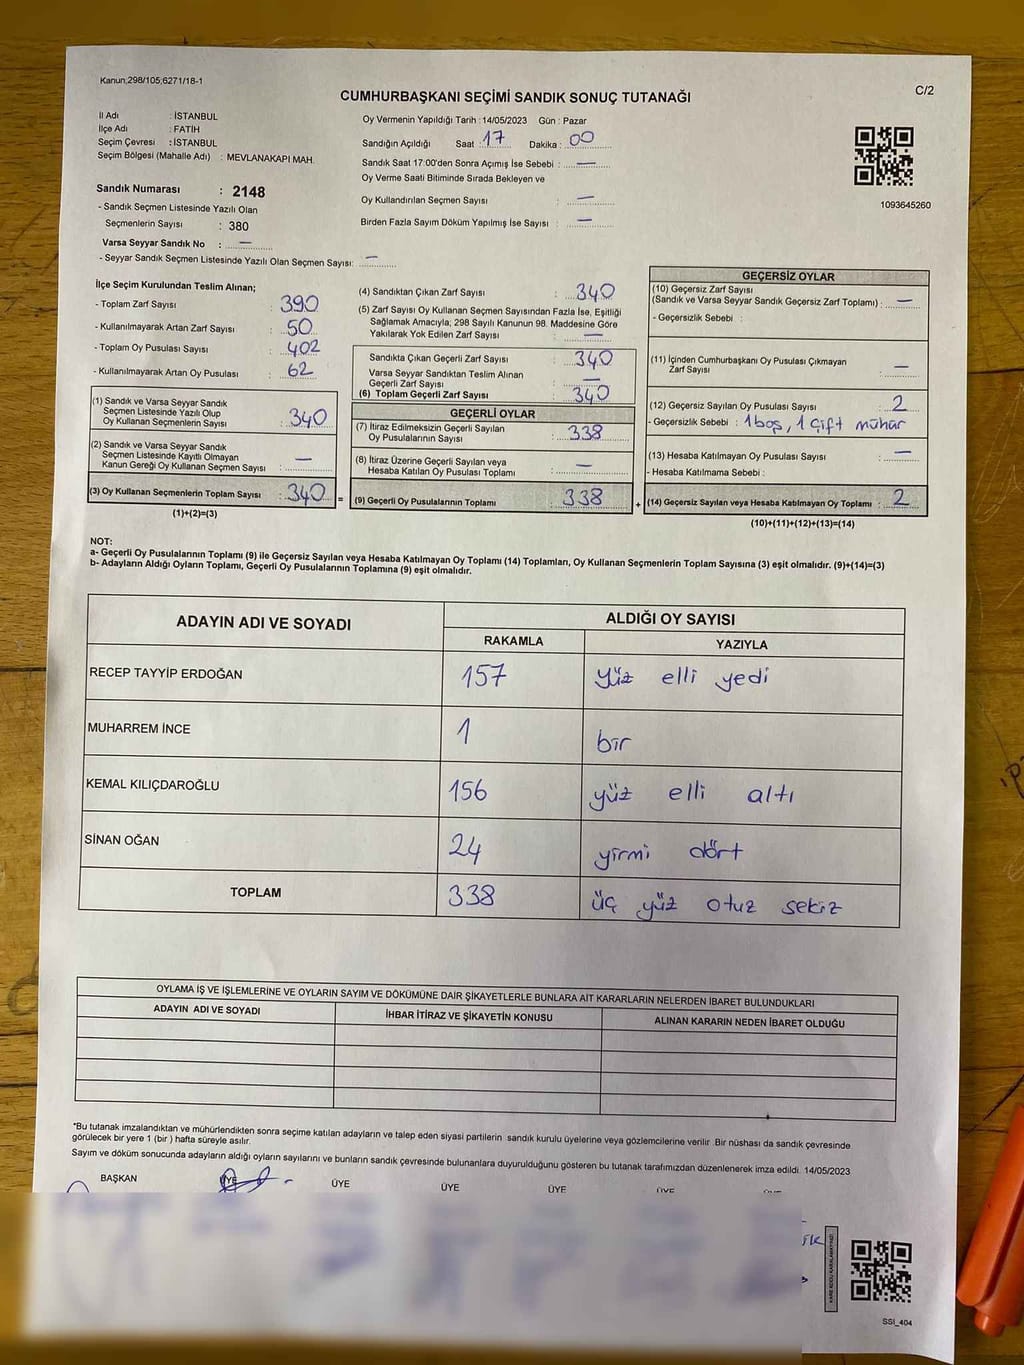 Kanun;298/105;6271/18-1
C/2
CUMHURBAŞKANI SEÇİMİ SANDIK SONUÇ TUTANAĞI
İl Adı : İSTANBUL
İlçe Adı : FATİH
Seçim Çevresi : İSTANBUL
Seçim Bölgesi (Mahalle Adı) : MEVLANAKAPI MAH.
Sandık Numarası : 2148
- Sandık Seçmen Listesinde Yazılı Olan
Seçmenlerin Sayısı : 380
Varsa Seyyar Sandık No : —
- Seyyar Sandık Seçmen Listesinde Yazılı Olan Seçmen Sayısı: —
Oy Vermenin Yapıldığı Tarih : 14/05/2023 Gün : Pazar
Sandığın Açıldığı Saat : 17 Dakika : 00
Sandık Saat 17:00'den Sonra Açımış İse Sebebi : —
Oy Verme Saati Bitiminde Sırada Bekleyen ve
Oy Kullandırılan Seçmen Sayısı : —
Birden Fazla Sayım Döküm Yapılmış İse Sayısı : —
1093645260
İlçe Seçim Kurulundan Teslim Alınan;
- Toplam Zarf Sayısı : 390
- Kullanılmayarak Artan Zarf Sayısı : 50
- Toplam Oy Pusulası Sayısı : 402
- Kullanılmayarak Artan Oy Pusulası : 62
(1) Sandık ve Varsa Seyyar Sandık
Seçmen Listesinde Yazılı Olup
Oy Kullanan Seçmenlerin Sayısı : 340
(2) Sandık ve Varsa Seyyar Sandık
Seçmen Listesinde Kayıtlı Olmayan
Kanun Gereği Oy Kullanan Seçmen Sayısı : —
(3) Oy Kullanan Seçmenlerin Toplam Sayısı : 340
(1)+(2)=(3)
=
(4) Sandıktan Çıkan Zarf Sayısı : 340
(5) Zarf Sayısı Oy Kullanan Seçmen Sayısından Fazla İse, Eşitliği
Sağlamak Amacıyla; 298 Sayılı Kanunun 98. Maddesine Göre
Yakılarak Yok Edilen Zarf Sayısı : —
Sandıkta Çıkan Geçerli Zarf Sayısı : 340
Varsa Seyyar Sandıktan Teslim Alınan
Geçerli Zarf Sayısı : —
(6) Toplam Geçerli Zarf Sayısı : 340
GEÇERLİ OYLAR
(7) İtiraz Edilmeksizin Geçerli Sayılan
Oy Pusulalarının Sayısı : 338
(8) İtiraz Üzerine Geçerli Sayılan veya
Hesaba Katılan Oy Pusulası Toplamı : —
(9) Geçerli Oy Pusulalarının Toplamı : 338
+
GEÇERSİZ OYLAR
(10) Geçersiz Zarf Sayısı
(Sandık ve Varsa Seyyar Sandık Geçersiz Zarf Toplamı) : —
- Geçersizlik Sebebi :
(11) İçinden Cumhurbaşkanı Oy Pusulası Çıkmayan
Zarf Sayısı : —
(12) Geçersiz Sayılan Oy Pusulası Sayısı : 2
- Geçersizlik Sebebi : 1 boş, 1 çift mühür
(13) Hesaba Katılmayan Oy Pusulası Sayısı : —
- Hesaba Katılmama Sebebi :
(14) Geçersiz Sayılan veya Hesaba Katılmayan Oy Toplamı : 2
(10)+(11)+(12)+(13)=(14)
NOT:
a- Geçerli Oy Pusulalarının Toplamı (9) ile Geçersiz Sayılan veya Hesaba Katılmayan Oy Toplamı (14) Toplamları, Oy Kullanan Seçmenlerin Toplam Sayısına (3) eşit olmalıdır. (9)+(14)=(3)
b- Adayların Aldığı Oyların Toplamı, Geçerli Oy Pusulalarının Toplamına (9) eşit olmalıdır.
ADAYIN ADI VE SOYADI
ALDIĞI OY SAYISI
RAKAMLA YAZIYLA
RECEP TAYYİP ERDOĞAN 157 yüz elli yedi
MUHARREM İNCE 1 bir
KEMAL KILIÇDAROĞLU 156 yüz elli altı
SİNAN OĞAN 24 yirmi dört
TOPLAM 338 üç yüz otuz sekiz
OYLAMA İŞ VE İŞLEMLERİNE VE OYLARIN SAYIM VE DÖKÜMÜNE DAİR ŞİKAYETLERLE BUNLARA AİT KARARLARIN NELERDEN İBARET BULUNDUKLARI
ADAYIN ADI VE SOYADI İHBAR İTİRAZ VE ŞİKAYETİN KONUSU ALINAN KARARIN NEDEN İBARET OLDUĞU
*Bu tutanak imzalandıktan ve mühürlendikten sonra seçime katılan adayların ve talep eden siyasi partilerin sandık kurulu üyelerine veya gözlemcilerine verilir. Bir nüshası da sandık çevresinde
görülecek bir yere 1 (bir ) hafta süreyle asılır.
Sayım ve döküm sonucunda adayların aldığı oyların sayılarını ve bunların sandık çevresinde bulunanlara duyurulduğunu gösteren bu tutanak tarafımızdan düzenlenerek imza edildi. 14/05/2023
BAŞKAN ÜYE ÜYE ÜYE ÜYE ÜYE
SSI_404